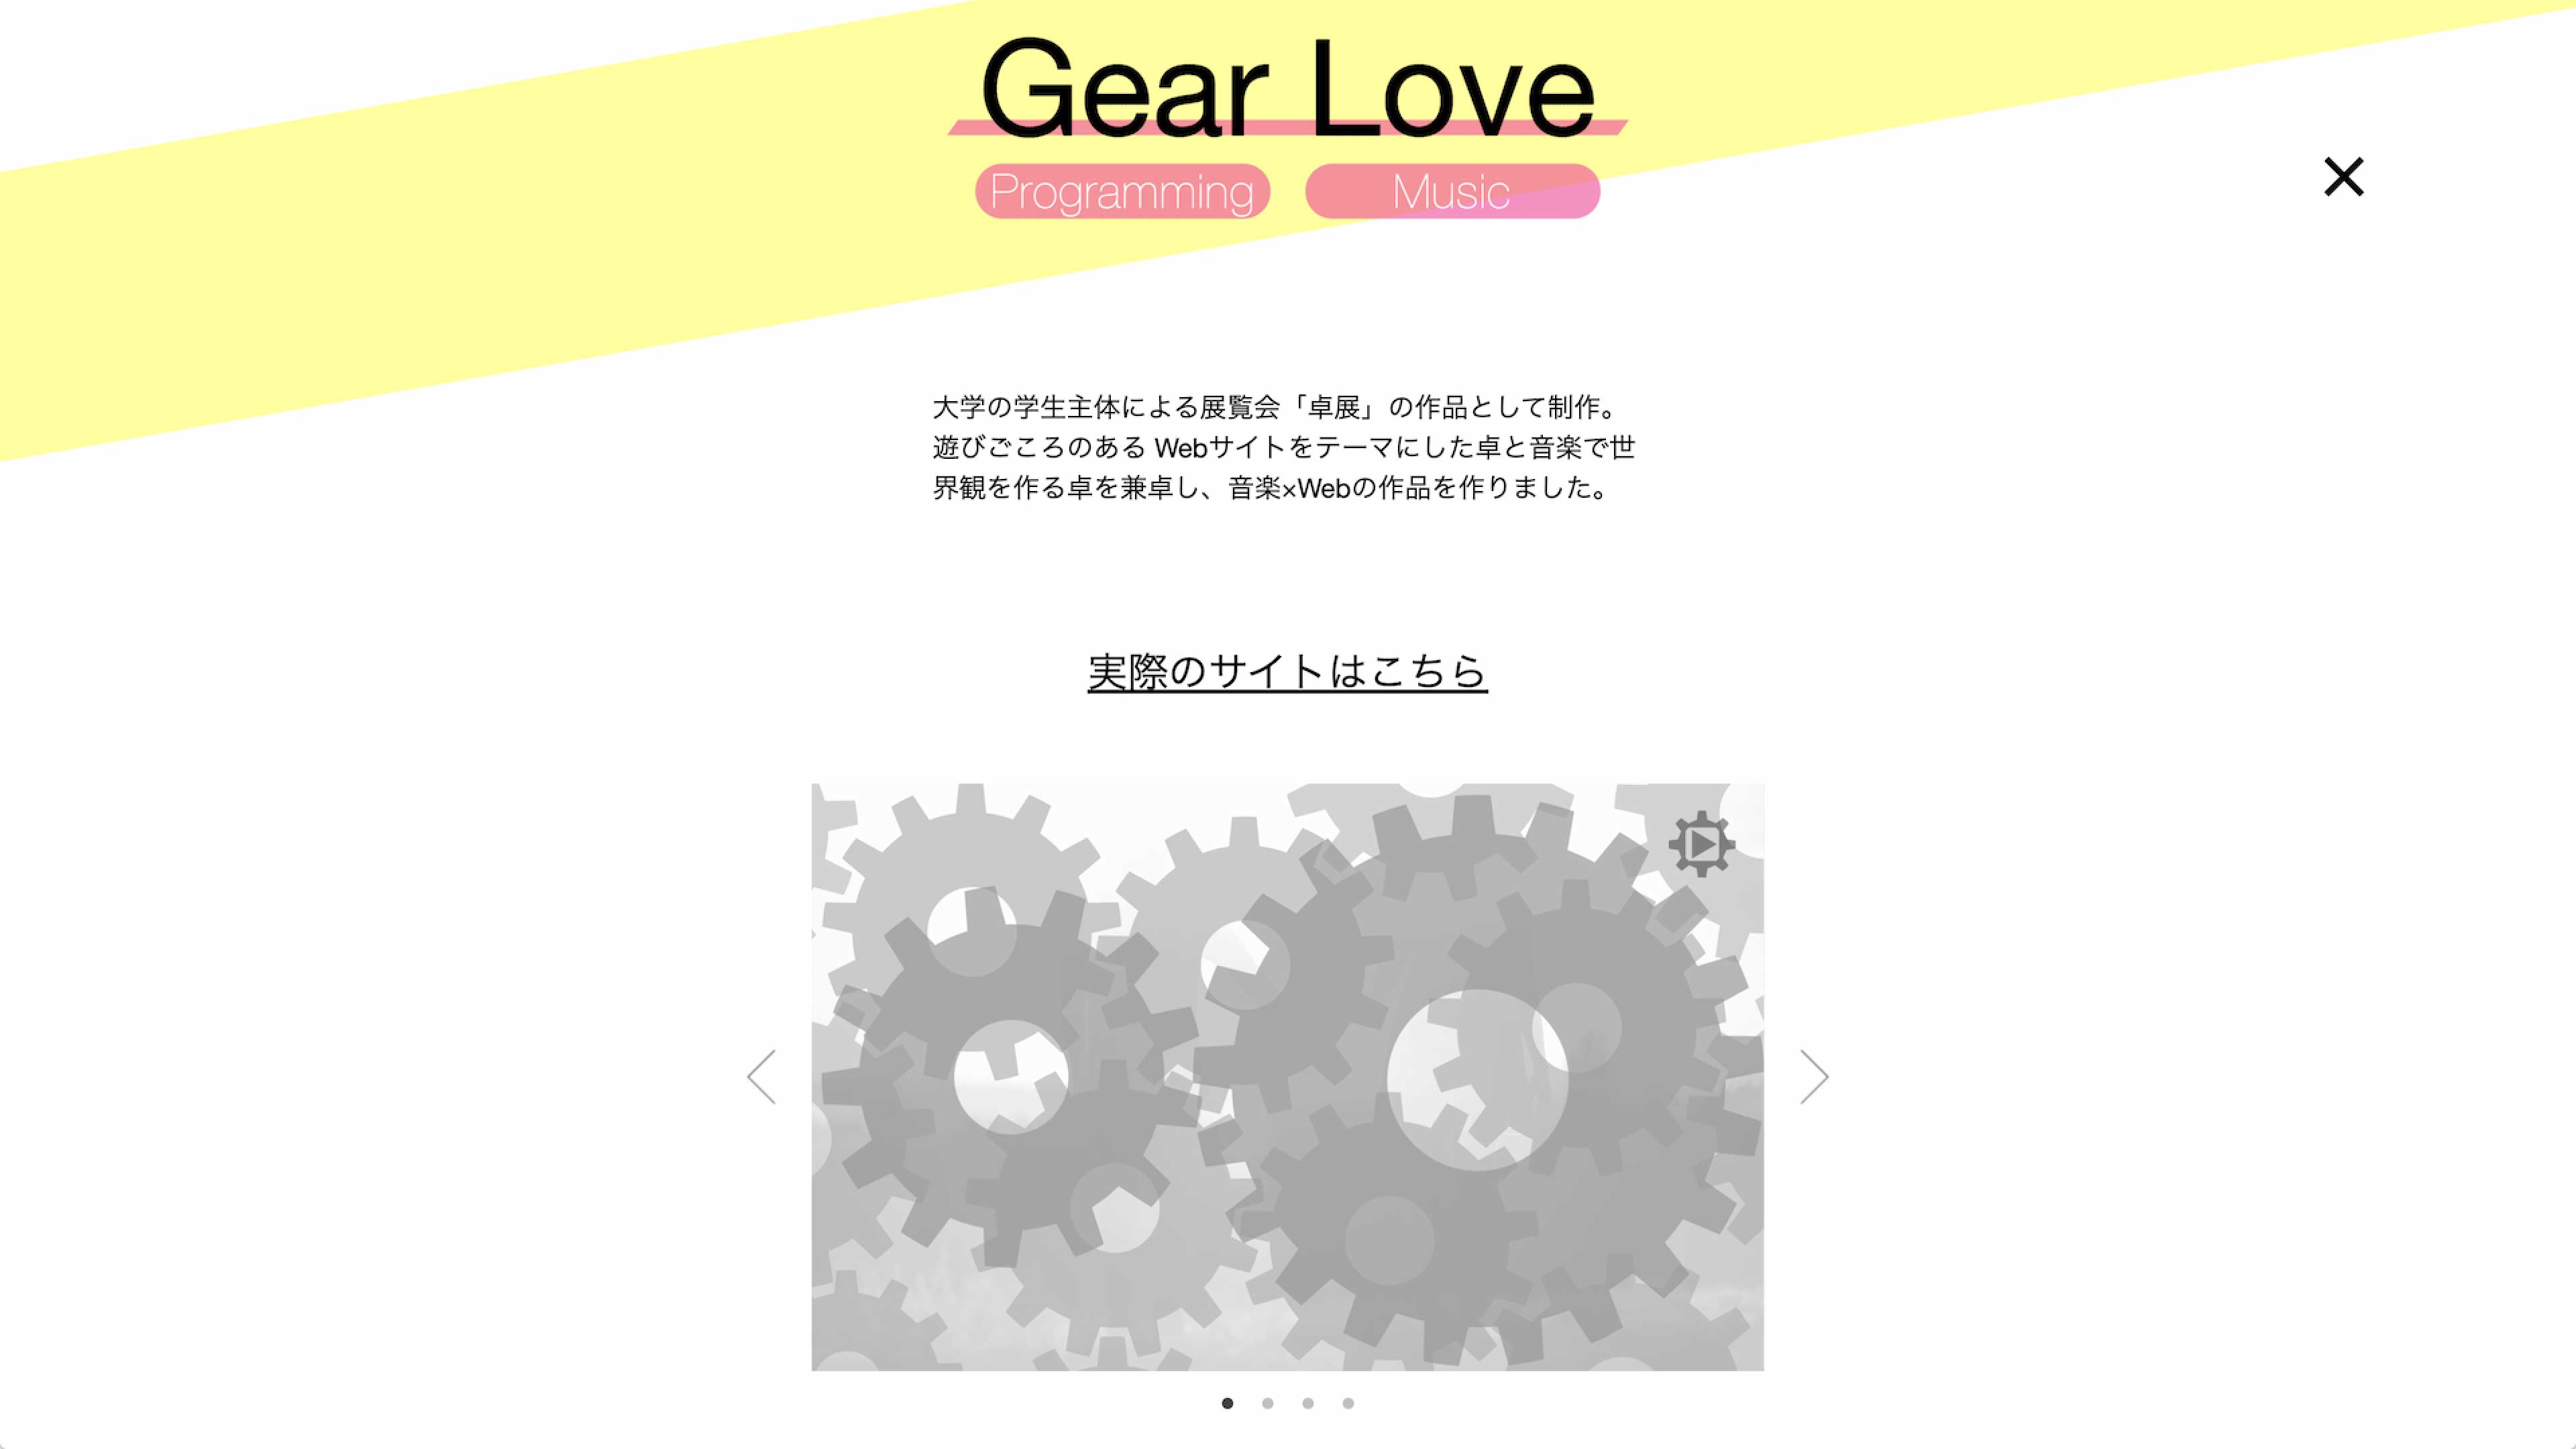 Gear Love
Programming
Music
大学の学生主体による展覧会「卓展」の作品として制作。
遊びごころのある Webサイトをテーマにした卓と音楽で世
界観を作る卓を兼卓し、音楽×Webの作品を作りました。
実際のサイトはこちら